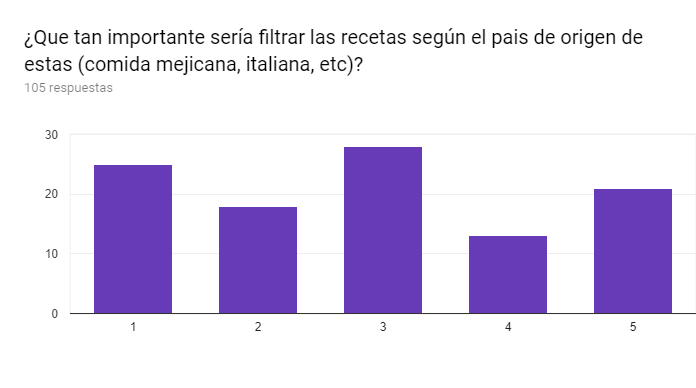 ¿Que tan importante sería filtrar las recetas según el pais de origen de
estas (comida mejicana, italiana, etc)?
105 respuestas
30
20
10
0
1 2 3 4 5